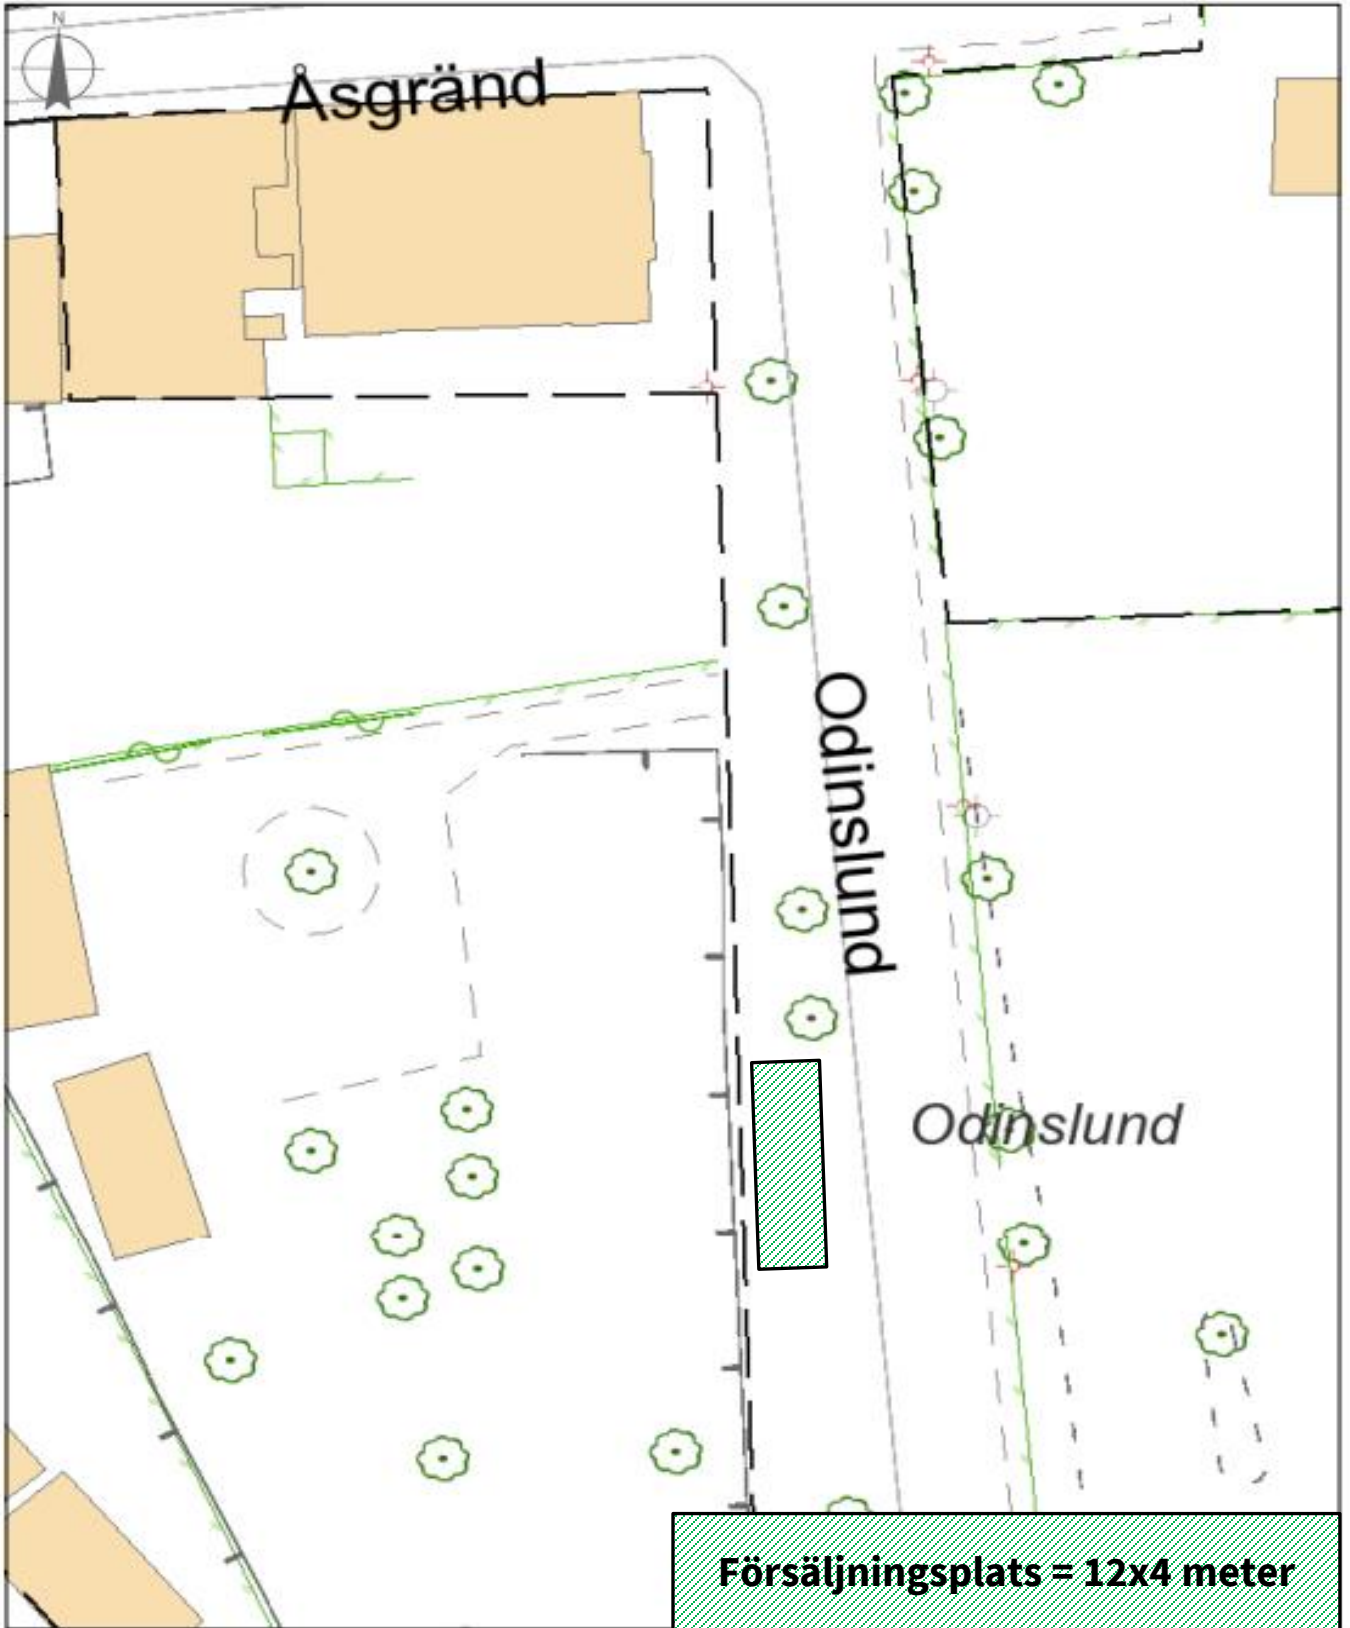 N
Åsgränd
Odinslund
Odinslund
Försäljningsplats = 12x4 meter